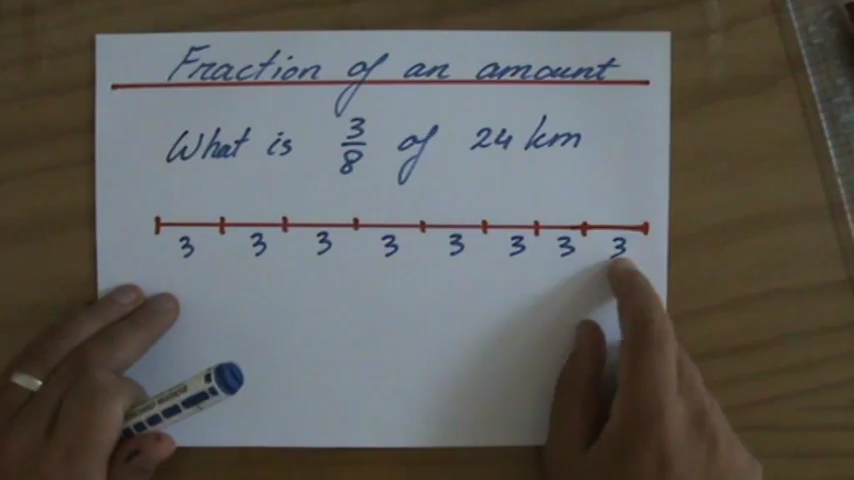 Fraction of an amount
What is 3/8 of 24 km
3 3 3 3 3 3 3 3